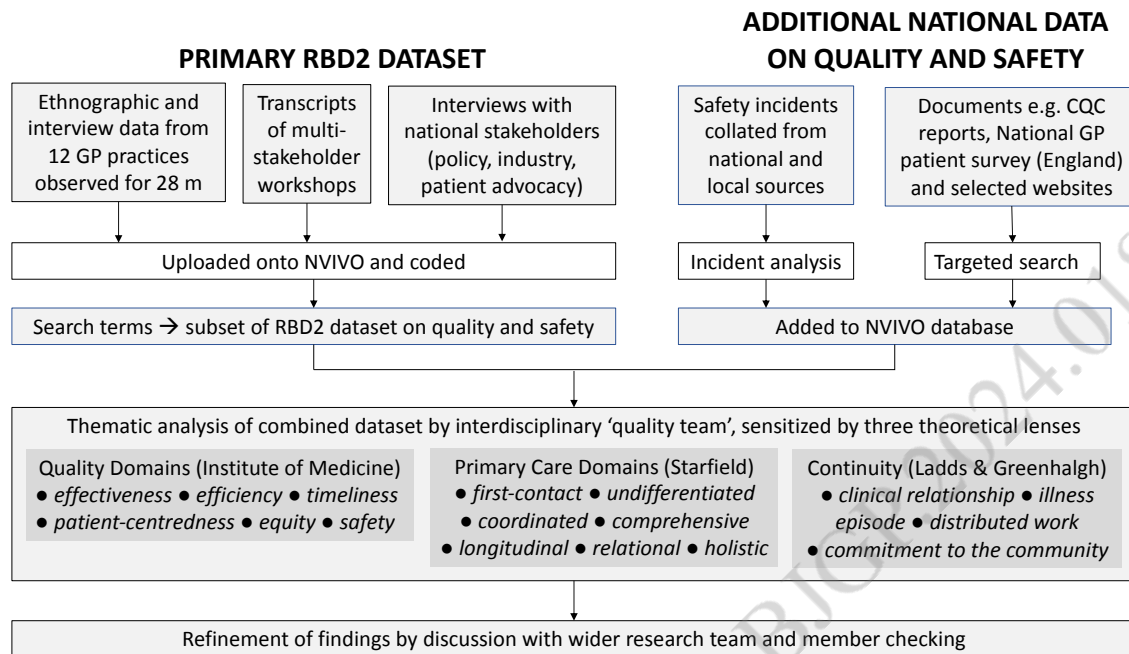 PRIMARY RBD2 DATASET
ADDITIONAL NATIONAL DATA
ON QUALITY AND SAFETY
Ethnographic and
interview data from
12 GP practices
observed for 28 m
Transcripts
of multi-
stakeholder
workshops
Interviews with
national stakeholders
(policy, industry,
patient advocacy)
Safety incidents
collated from
national and
local sources
Documents e.g. CQC
reports, National GP
patient survey (England)
and selected websites
Uploaded onto NVIVO and coded
Incident analysis
Targeted search
Search terms → subset of RBD2 dataset on quality and safety
Added to NVIVO database
Thematic analysis of combined dataset by interdisciplinary ‘quality team’, sensitized by three theoretical lenses
Quality Domains (Institute of Medicine)
● effectiveness ● efficiency ● timeliness
● patient-centredness ● equity ● safety
Primary Care Domains (Starfield)
● first-contact ● undifferentiated
● coordinated ● comprehensive
● longitudinal ● relational ● holistic
Continuity (Ladds & Greenhalgh)
● clinical relationship ● illness
episode ● distributed work
● commitment to the community
Refinement of findings by discussion with wider research team and member checking
BJGP.2024.01